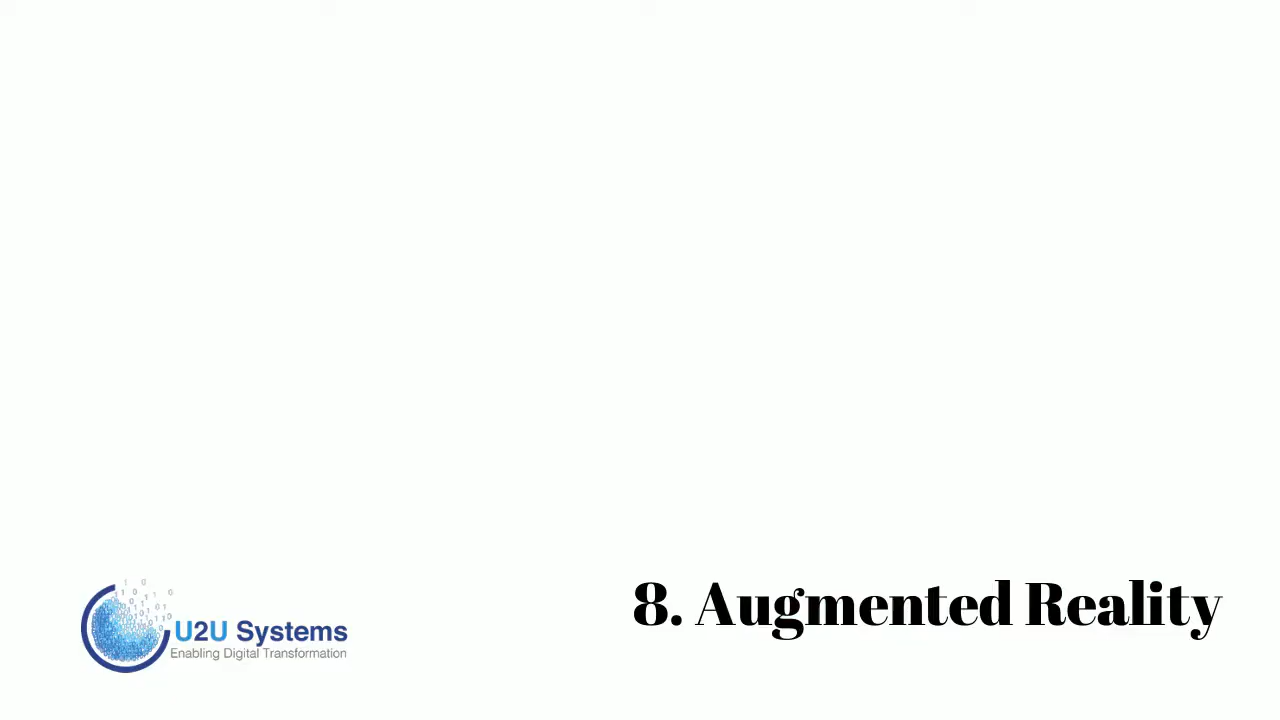 8. Augmented Reality
U2U Systems
Enabling Digital Transformation